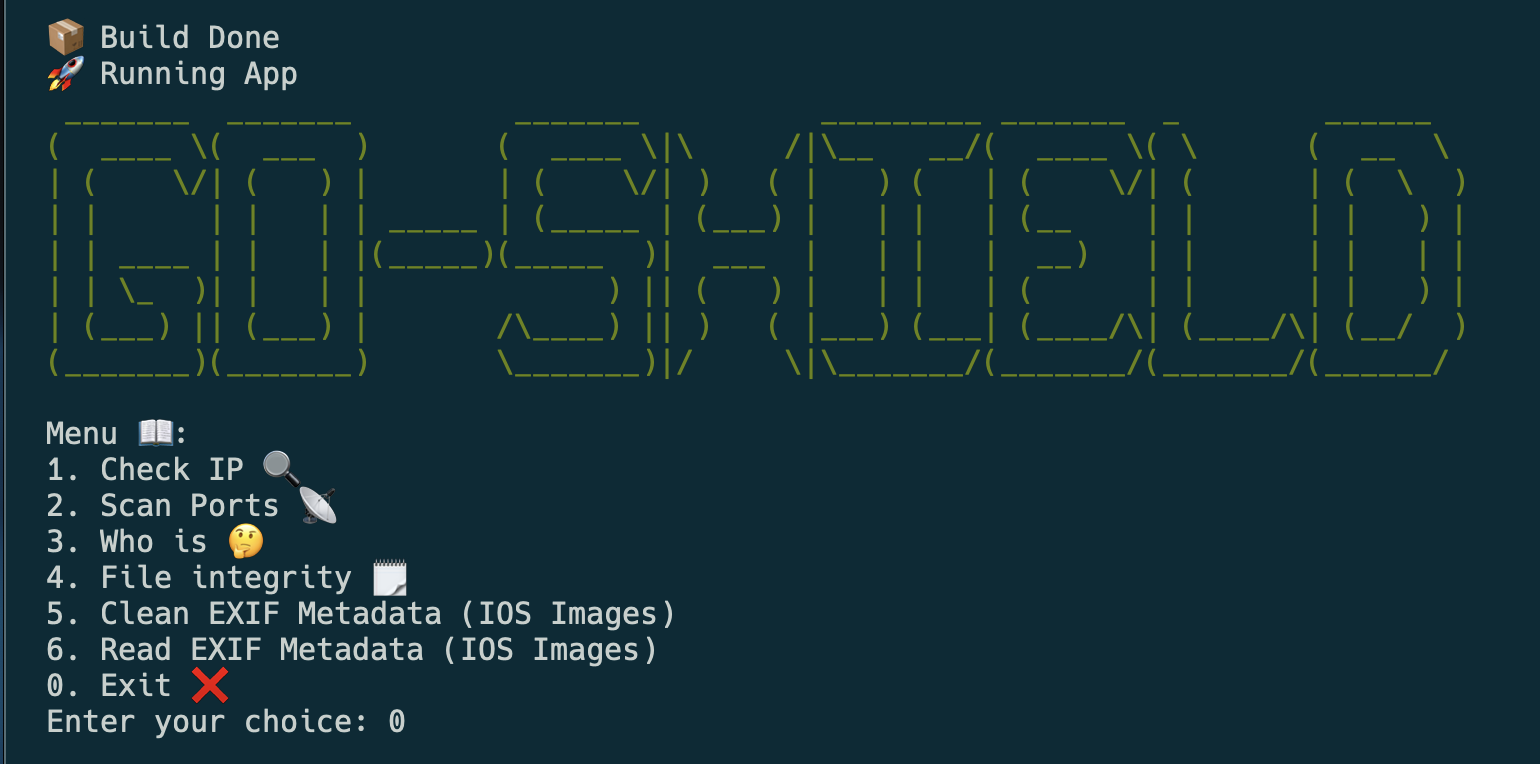 📦 Build Done
🚀 Running App
GO-SHIELD
Menu 📖:
1. Check IP 🔍
2. Scan Ports 📡
3. Who is 🤔
4. File integrity 🗒️
5. Clean EXIF Metadata (IOS Images)
6. Read EXIF Metadata (IOS Images)
0. Exit ❌
Enter your choice: 0